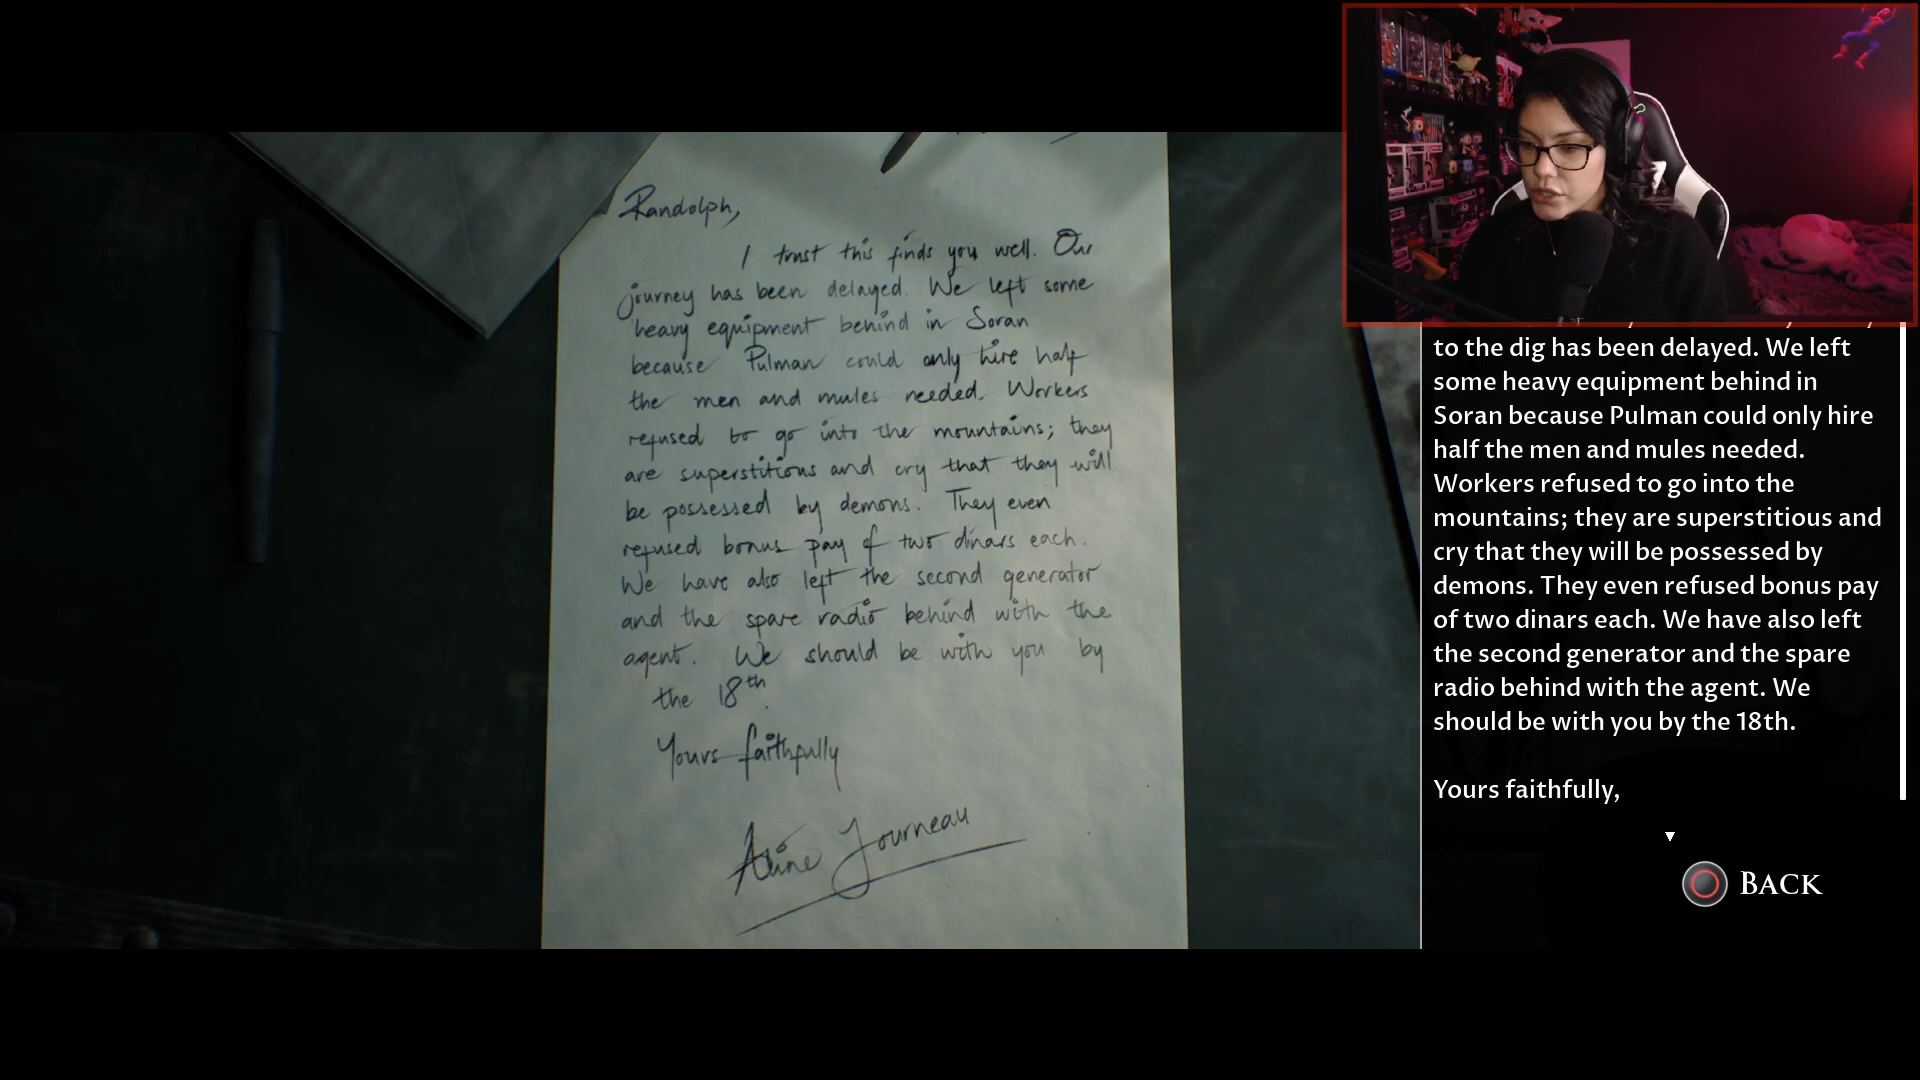 Randolph,
I trust this finds you well. Our
journey has been delayed. We left some
heavy equipment behind in Soran
because Pulman could only hire half
the men and mules needed. Workers
refused to go into the mountains; they
are superstitious and cry that they will
be possessed by demons. They even
refused bonus pay of two dinars each.
We have also left the second generator
and the spare radio behind with the
agent. We should be with you by
the 18th.
Yours faithfully
Journeau
to the dig has been delayed. We left
some heavy equipment behind in
Soran because Pulman could only hire
half the men and mules needed.
Workers refused to go into the
mountains; they are superstitious and
cry that they will be possessed by
demons. They even refused bonus pay
of two dinars each. We have also left
the second generator and the spare
radio behind with the agent. We
should be with you by the 18th.
Yours faithfully,
BACK